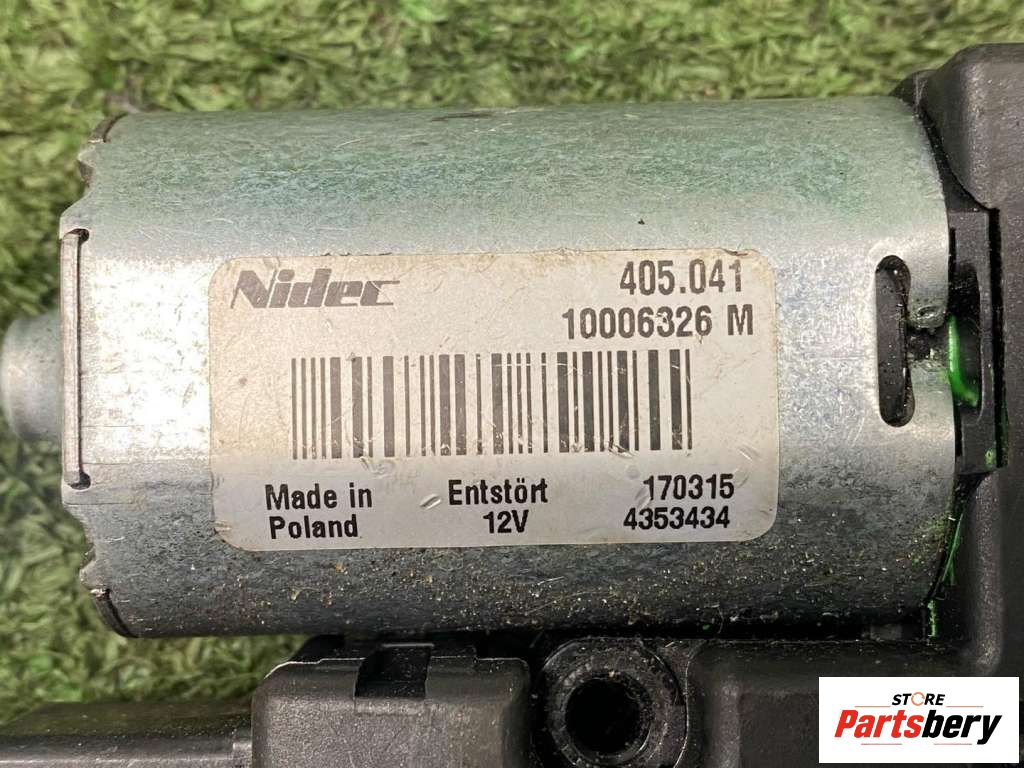 Nidec
405.041
10006326 M
Made in Poland
Entstört 12V
170315
4353434
STORE
Partsbery